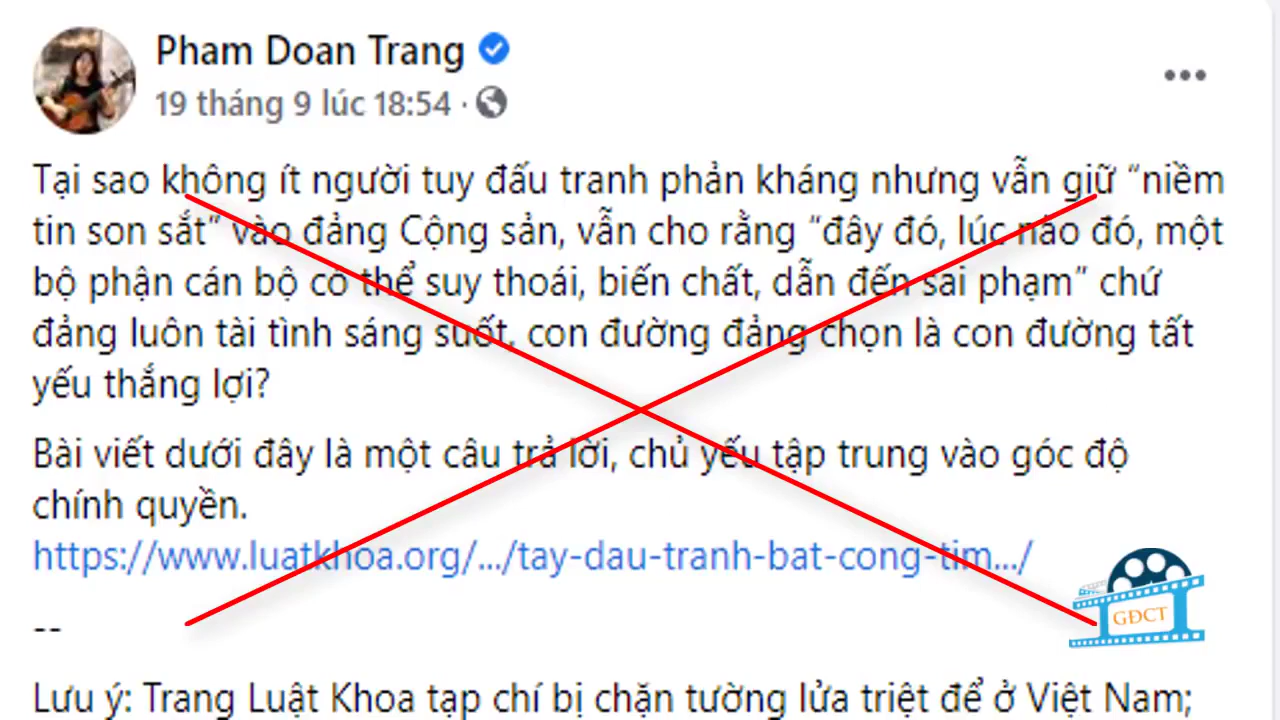 Pham Doan Trang
19 tháng 9 lúc 18:54 ·
Tại sao không ít người tuy đấu tranh phản kháng nhưng vẫn giữ “niềm
tin son sắt” vào đảng Cộng sản, vẫn cho rằng “đây đó, lúc nào đó, một
bộ phận cán bộ có thể suy thoái, biến chất, dẫn đến sai phạm” chứ
đảng luôn tài tình sáng suốt, con đường đảng chọn là con đường tất
yếu thắng lợi?
Bài viết dưới đây là một câu trả lời, chủ yếu tập trung vào góc độ
chính quyền.
https://www.luatkhoa.org/.../tay-dau-tranh-bat-cong-tim.../
GĐCT
--
Lưu ý: Trang Luật Khoa tạp chí bị chặn tường lửa triệt để ở Việt Nam;